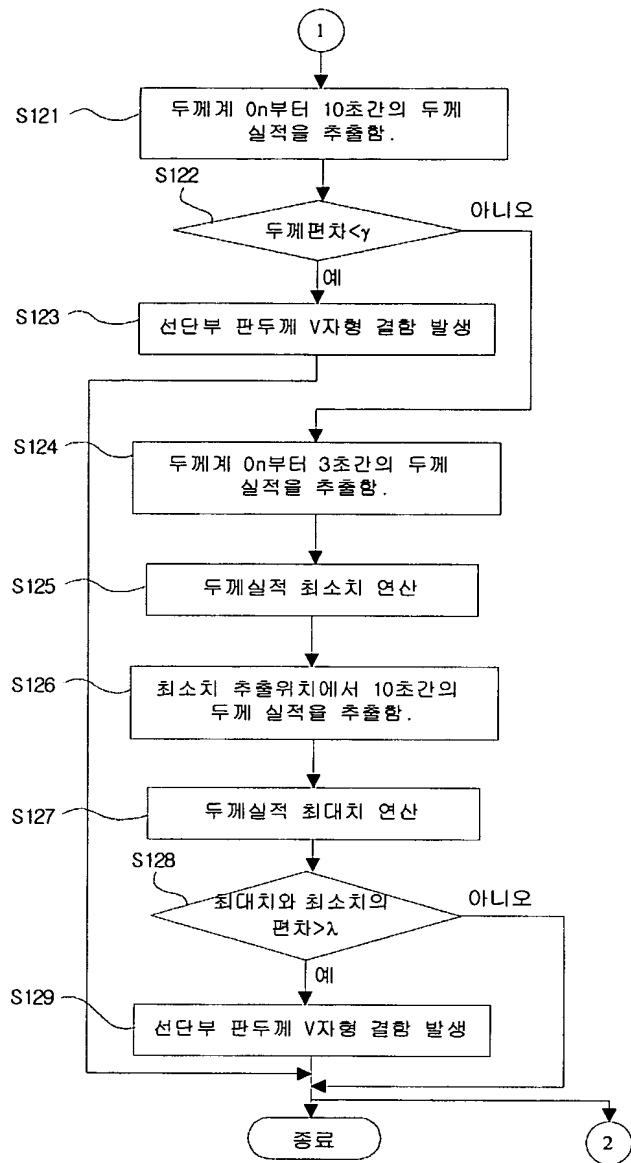 1
S121
두께계 On부터 10초간의 두께
실적을 추출함.
S122
두께편차<γ
아니오
예
S123
선단부 판두께 V자형 결함 발생
S124
두께계 On부터 3초간의 두께
실적을 추출함.
S125
두께실적 최소치 연산
S126
최소치 추출위치에서 10초간의
두께 실적을 추출함.
S127
두께실적 최대치 연산
S128
최대치와 최소치의
편차>λ
아니오
예
S129
선단부 판두께 V자형 결함 발생
종료
2